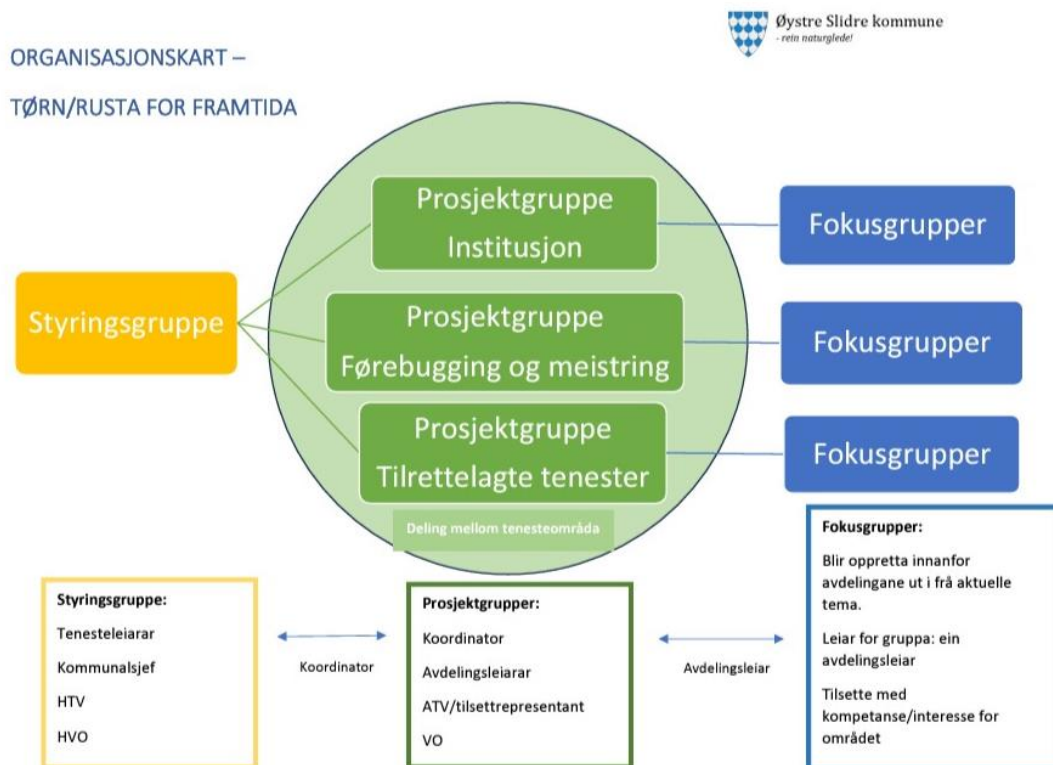 Øystre Slidre kommune
- rein naturglede!
ORGANISASJONSKART –
TØRN/RUSTA FOR FRAMTIDA
Styringsgruppe
Prosjektgruppe
Institusjon
Fokusgrupper
Prosjektgruppe
Førebugging og meistring
Fokusgrupper
Prosjektgruppe
Tilrettelagte tenester
Fokusgrupper
Deling mellom tenesteområda
Styringsgruppe:
Tenesteleiarar
Kommunalsjef
HTV
HVO
Koordinator
Prosjektgrupper:
Koordinator
Avdelingsleiarar
ATV/tilsettrepresentant
VO
Avdelingsleiar
Fokusgrupper:
Blir oppretta innanfor
avdelingane ut i frå aktuelle
tema.
Leiar for gruppa: ein
avdelingsleiar
Tilsette med
kompetanse/interesse for
området